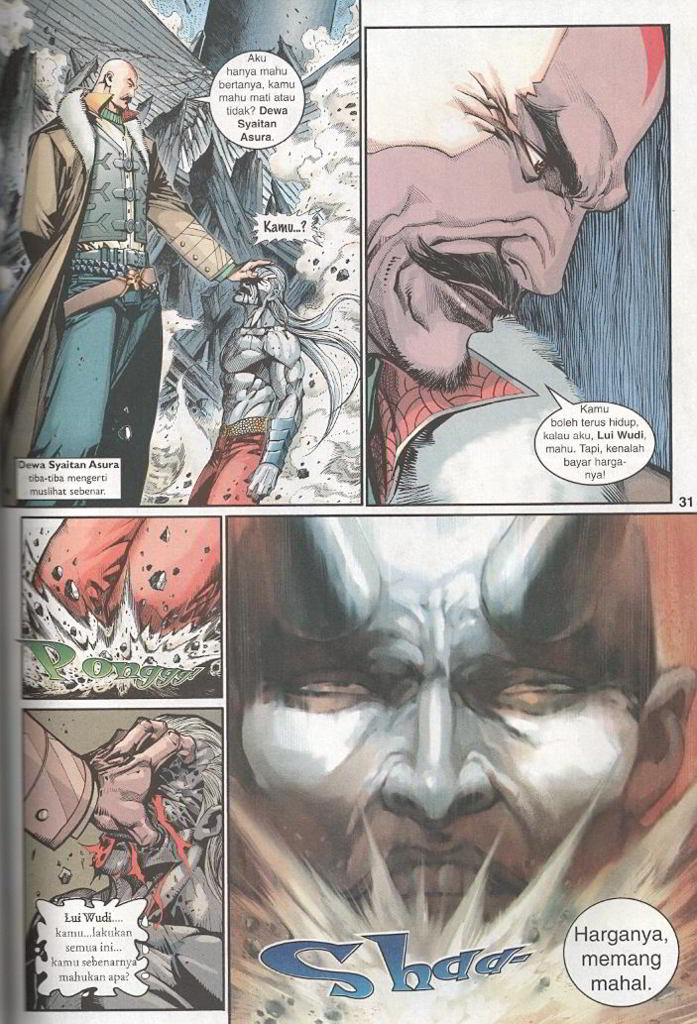 Aku
hanya mahu
bertanya, kamu
mahu mati atau
tidak? Dewa
Syaitan
Asura.
Kamu...?
Dewa Syaitan Asura
tiba-tiba mengerti
muslihat sebenar.
Kamu
boleh terus hidup,
kalau aku, Lui Wudi,
mahu. Tapi, kenalah
bayar harga-
nya!
31
Ponggg
Lui Wudi....
kamu...lakukan
semua ini...
kamu sebenarnya
mahukan apa?
Shaa-
Harganya,
memang
mahal.